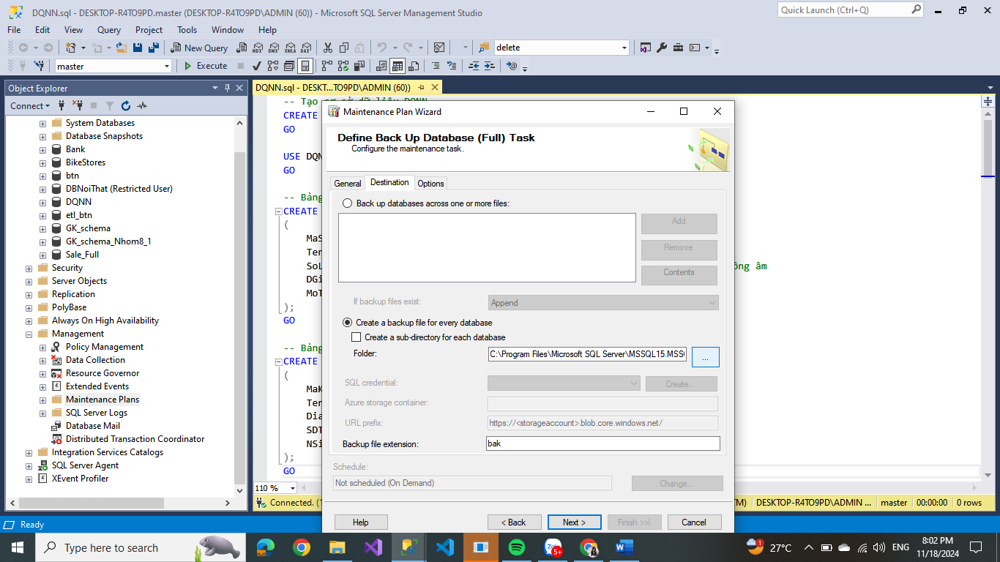 DQNN.sql - DESKTOP-R4TO9PD.master (DESKTOP-R4TO9PD\ADMIN (60)) - Microsoft SQL Server Management Studio
Quick Launch (Ctrl+Q)
File Edit View Query Project Tools Window Help
New Query
MDX DMX XMLA DAX
delete
master
Execute
Object Explorer
Connect
System Databases
Database Snapshots
Bank
BikeStores
btn
DBNoiThat (Restricted User)
DQNN
etl_btn
GK_schema
GK_schema_Nhom8_1
Sale_Full
Security
Server Objects
Replication
PolyBase
Always On High Availability
Management
Policy Management
Data Collection
Resource Governor
Extended Events
Maintenance Plans
SQL Server Logs
Database Mail
Distributed Transaction Coordinator
Integration Services Catalogs
SQL Server Agent
XEvent Profiler
DQNN.sql - DESKT...TO9PD\ADMIN (60))
-- Tạo cơ sở dữ liệu DQNN
CREATE
GO
USE DQN
GO
-- Bảng
CREATE
(
MaS
Ten
SoL
ông âm
DGi
MoT
);
GO
-- Bảng
CREATE
(
MaK
Ten
Dia
SDT
NSi
);
GO
110 %
Connected. (1
TM)
DESKTOP-R4TO9PD\ADMIN ...
master
00:00:00
0 rows
Maintenance Plan Wizard
Define Back Up Database (Full) Task
Configure the maintenance task.
General Destination Options
Back up databases across one or more files:
Add
Remove
Contents
If backup files exist:
Append
Create a backup file for every database
Create a sub-directory for each database
Folder:
C:\Program Files\Microsoft SQL Server\MSSQL15.MSS
...
SQL credential:
Create...
Azure storage container:
URL prefix:
https://<storageaccount>.blob.core.windows.net/
Backup file extension:
bak
Schedule:
Not scheduled (On Demand)
Change...
Help
< Back
Next >
Finish >>|
Cancel
Ready
Type here to search
5+
1
27°C
ENG
8:02 PM
11/18/2024